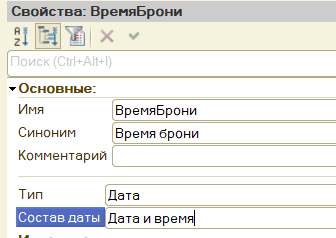 Свойства: ВремяБрони
Поиск (Ctrl+Alt+I)
Основные:
Имя ВремяБрони
Синоним Время брони
Комментарий
Тип Дата
Состав даты Дата и время